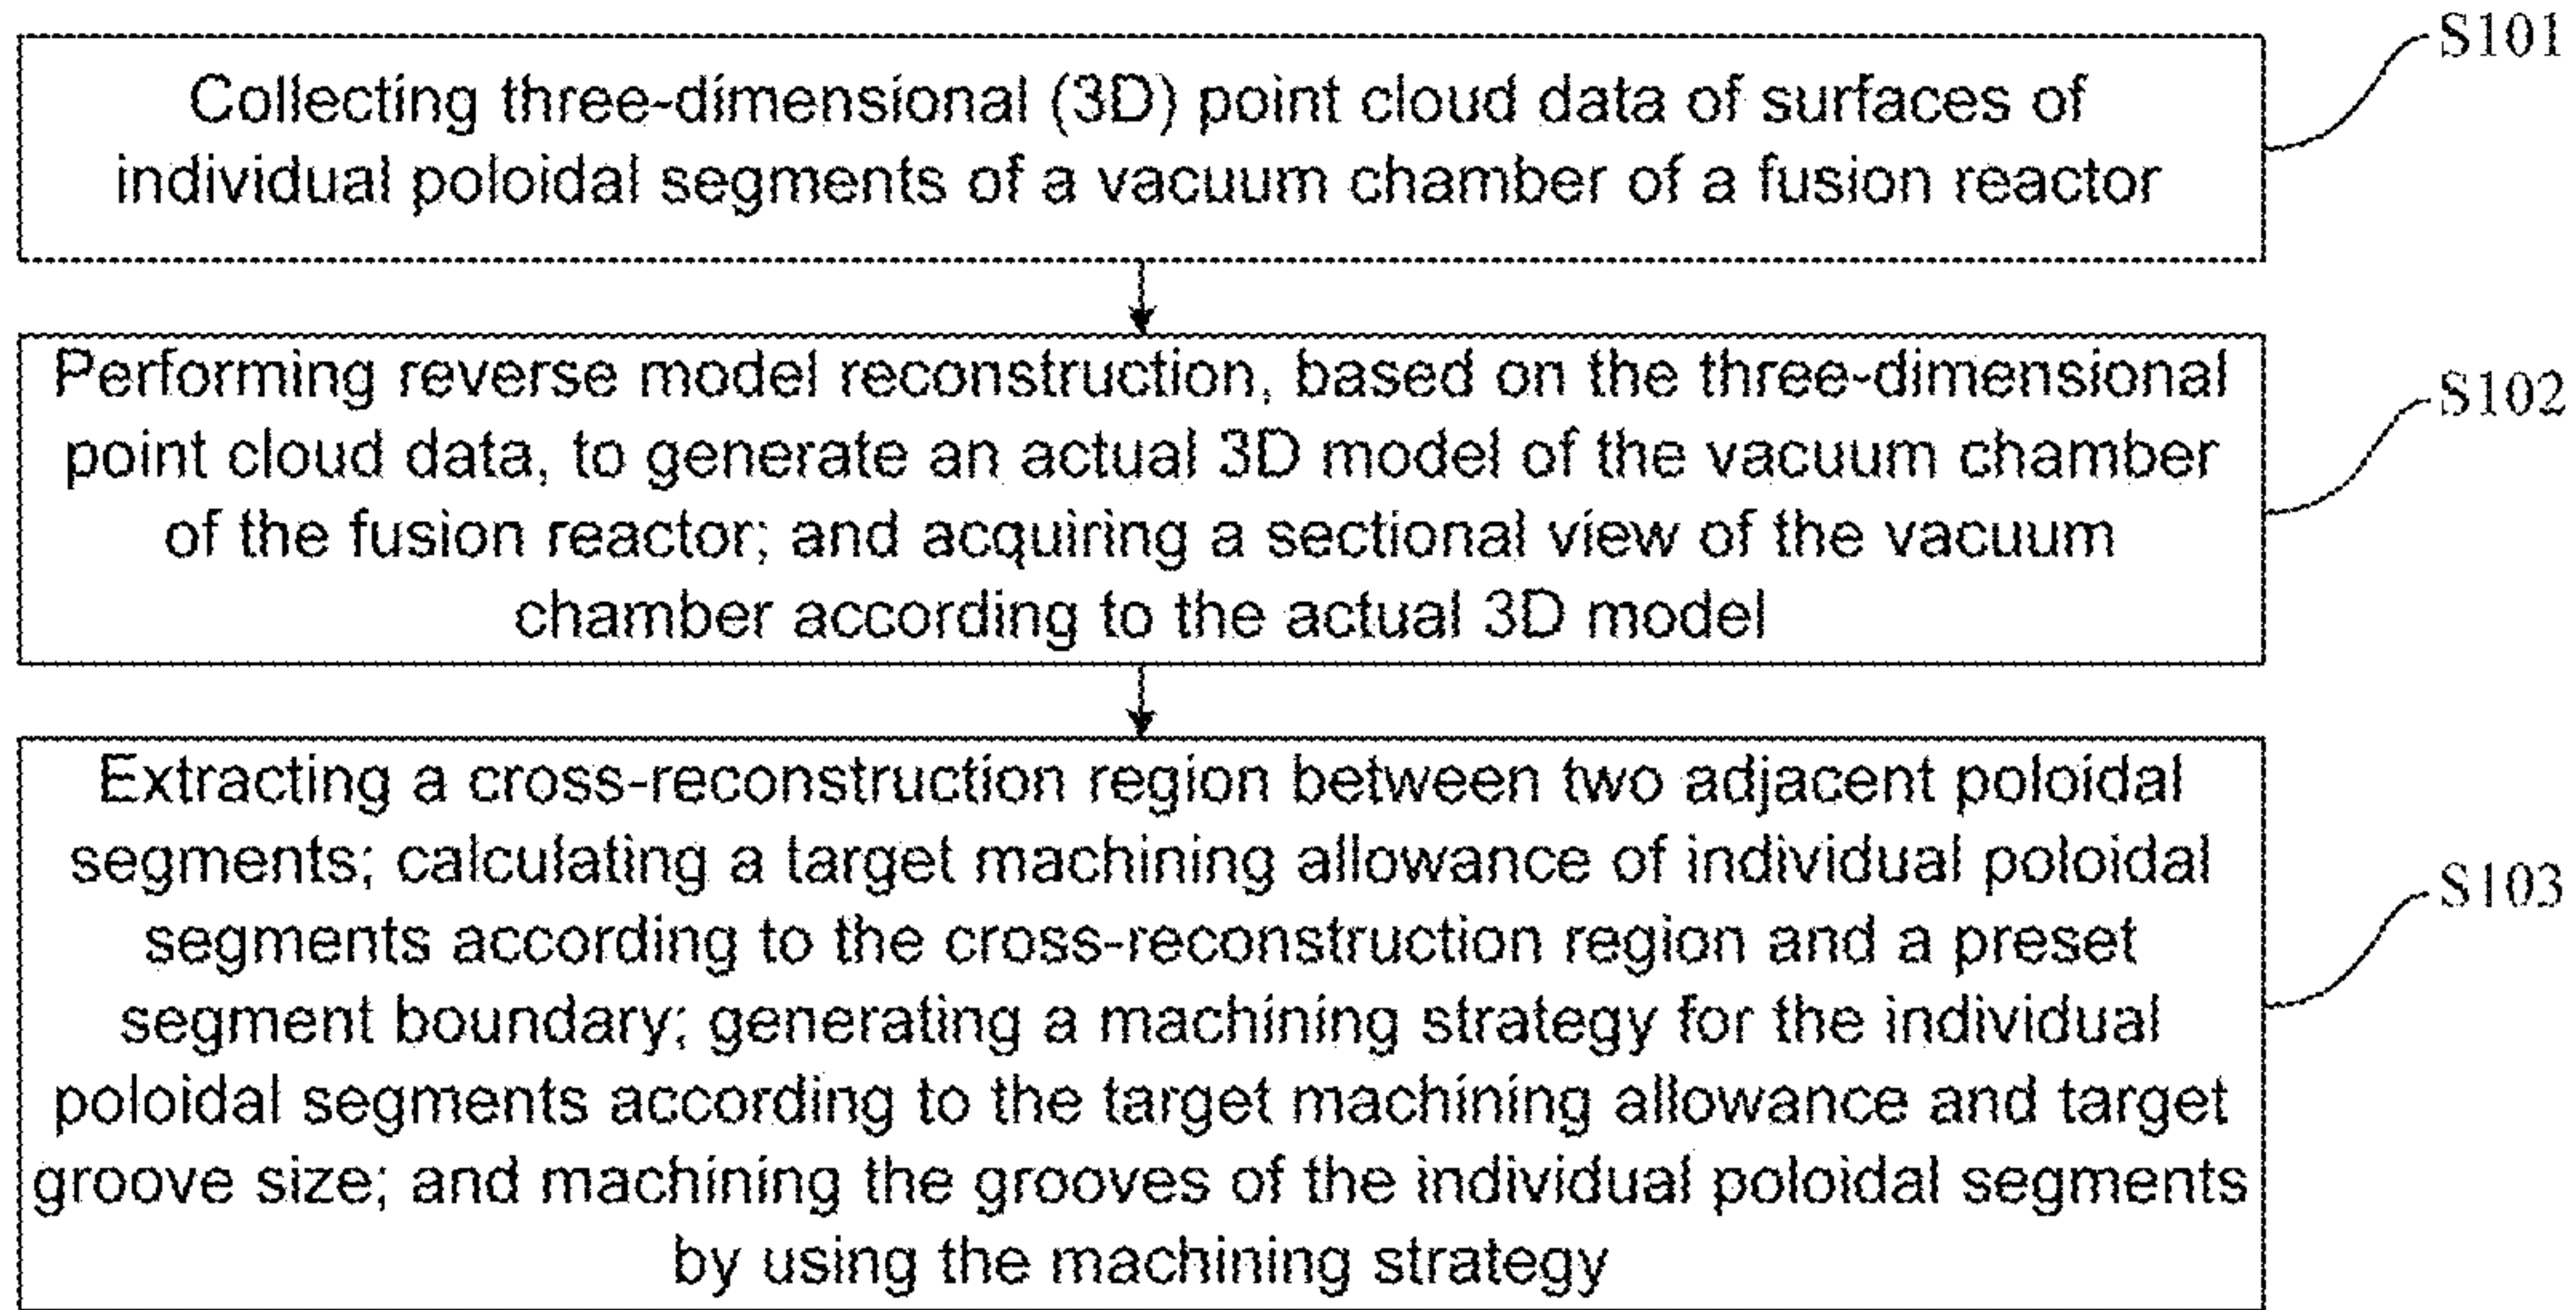 S101
Collecting three-dimensional (3D) point cloud data of surfaces of
individual poloidal segments of a vacuum chamber of a fusion reactor
S102
Performing reverse model reconstruction, based on the three-dimensional
point cloud data, to generate an actual 3D model of the vacuum chamber
of the fusion reactor; and acquiring a sectional view of the vacuum
chamber according to the actual 3D model
S103
Extracting a cross-reconstruction region between two adjacent poloidal
segments; calculating a target machining allowance of individual poloidal
segments according to the cross-reconstruction region and a preset
segment boundary; generating a machining strategy for the individual
poloidal segments according to the target machining allowance and target
groove size; and machining the grooves of the individual poloidal segments
by using the machining strategy